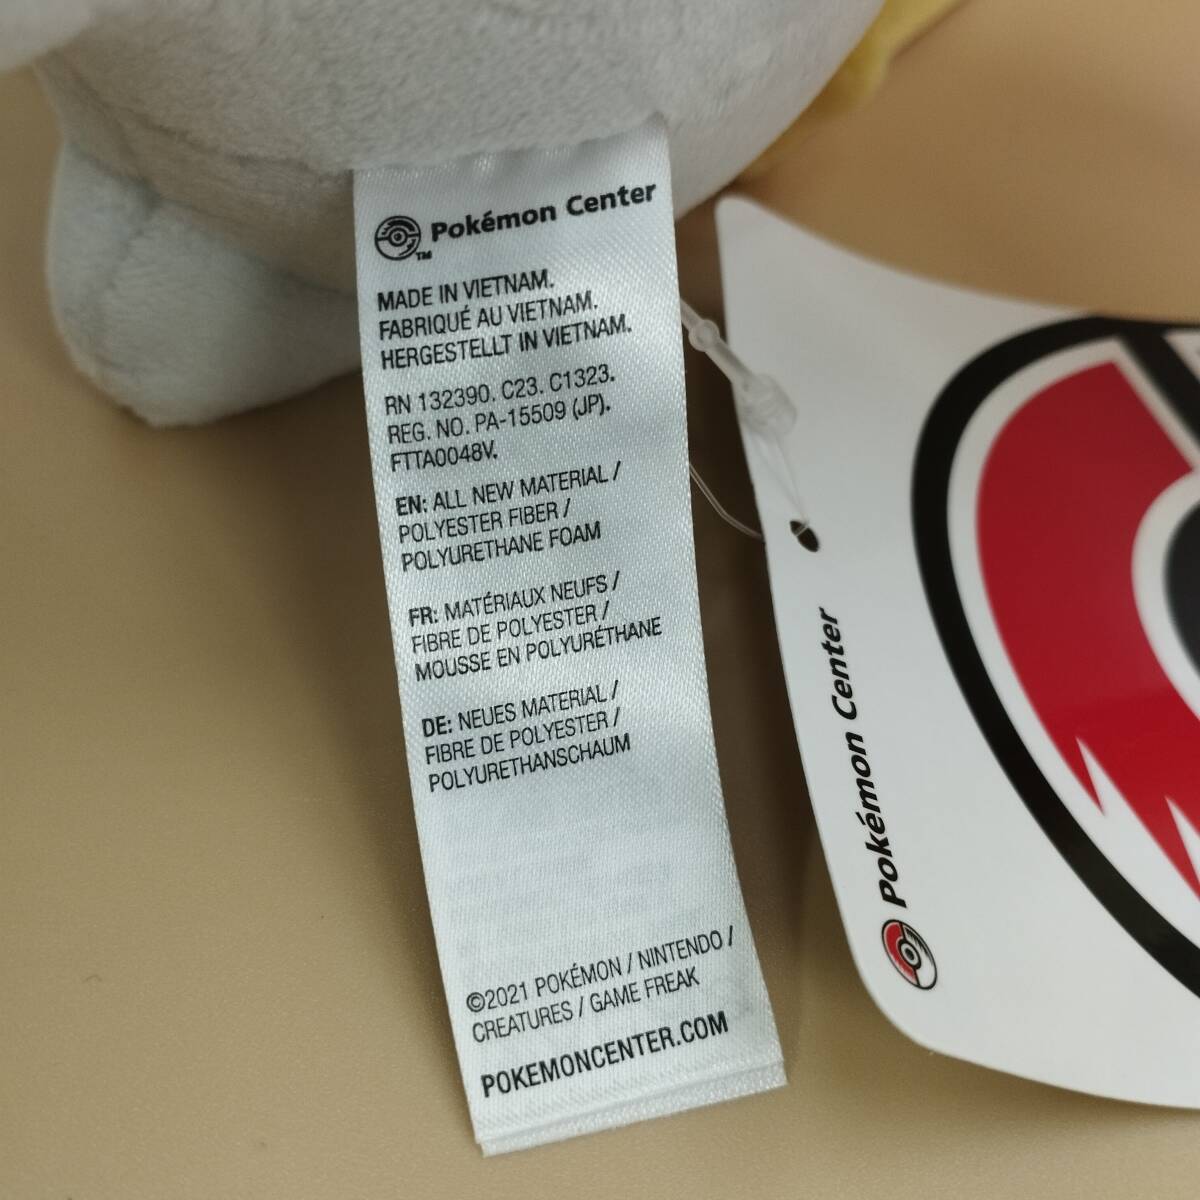 Pokémon Center
TM
MADE IN VIETNAM.
FABRIQUÉ AU VIETNAM.
HERGESTELLT IN VIETNAM.
RN 132390. C23. C1323.
REG. NO. PA-15509 (JP).
FTTA0048V.
EN: ALL NEW MATERIAL /
POLYESTER FIBER /
POLYURETHANE FOAM
FR: MATÉRIAUX NEUFS /
FIBRE DE POLYESTER /
MOUSSE EN POLYURÉTHANE
DE: NEUES MATERIAL /
FIBRE DE POLYESTER /
POLYURETHANSCHAUM
©2021 POKÉMON / NINTENDO /
CREATURES / GAME FREAK
POKEMONCENTER.COM
Pokémon Center